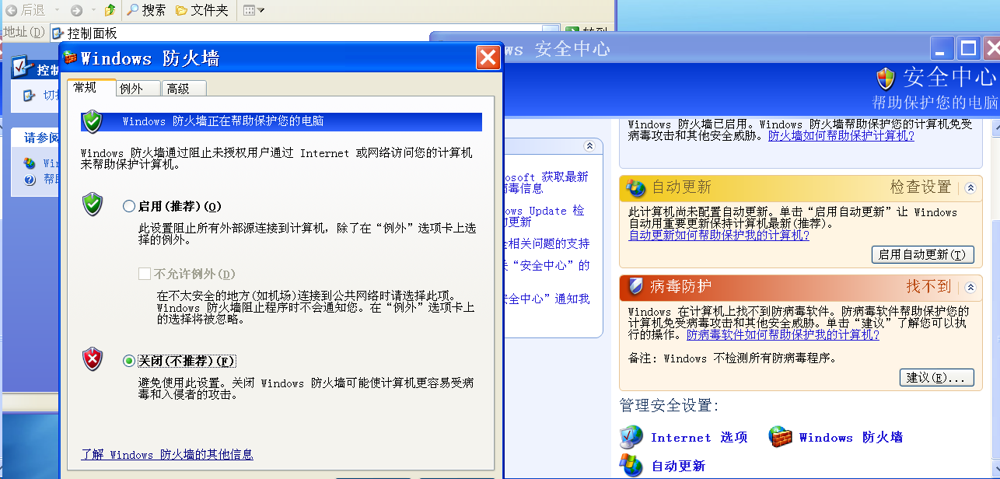 后退
搜索
文件夹
地址(D)
控制面板
转到
Windows 防火墙
常规
例外
高级
Windows 防火墙正在帮助保护您的电脑
Windows 防火墙通过阻止未授权用户通过 Internet 或网络访问您的计算机
来帮助保护计算机。
启用(推荐)(O)
此设置阻止所有外部源连接到计算机，除了在“例外”选项卡上选
择的例外。
不允许例外(D)
在不太安全的地方(如机场)连接到公共网络时请选择此项。
Windows 防火墙阻止程序时不会通知您。在“例外”选项卡上
的选择将被忽略。
关闭(不推荐)(F)
避免使用此设置。关闭 Windows 防火墙可能使计算机更容易受病
毒和入侵者的攻击。
了解 Windows 防火墙的其他信息
控制
切换
请参阅
Win
帮助
ws 安全中心
安全中心
帮助保护您的电脑
osoft 获取最新
病毒信息
ows Update 检
更新
全相关问题的支持
关“安全中心”的
安全中心”通知我
Windows 防火墙已启用。Windows 防火墙帮助保护您的计算机免受
病毒攻击和其他安全威胁。防火墙如何帮助保护计算机?
自动更新
检查设置
此计算机尚未配置自动更新。单击“启用自动更新”让 Windows
自动用重要更新保持计算机最新(推荐)。
自动更新如何帮助保护我的计算机?
启用自动更新(T)
病毒防护
找不到
Windows 在计算机上找不到防病毒软件。防病毒软件帮助保护您的
计算机免受病毒攻击和其他安全威胁。单击“建议”了解您可以执
行的操作。防病毒软件如何帮助保护我的计算机?
备注: Windows 不检测所有防病毒程序。
建议(E)...
管理安全设置:
Internet 选项
Windows 防火墙
自动更新